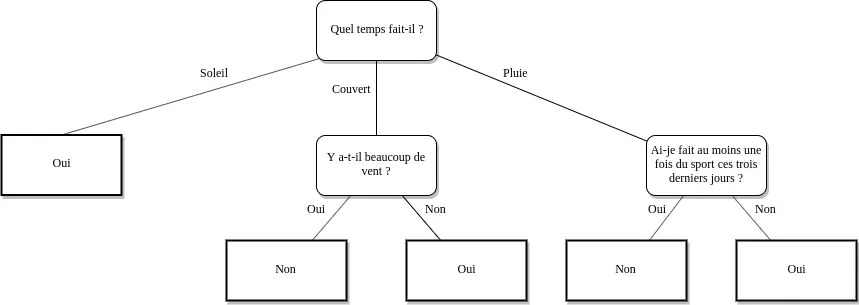 Quel temps fait-il ?
Soleil
Couvert
Pluie
Oui
Y a-t-il beaucoup de
vent ?
Ai-je fait au moins une
fois du sport ces trois
derniers jours ?
Oui
Non
Oui
Non
Non
Oui
Non
Oui